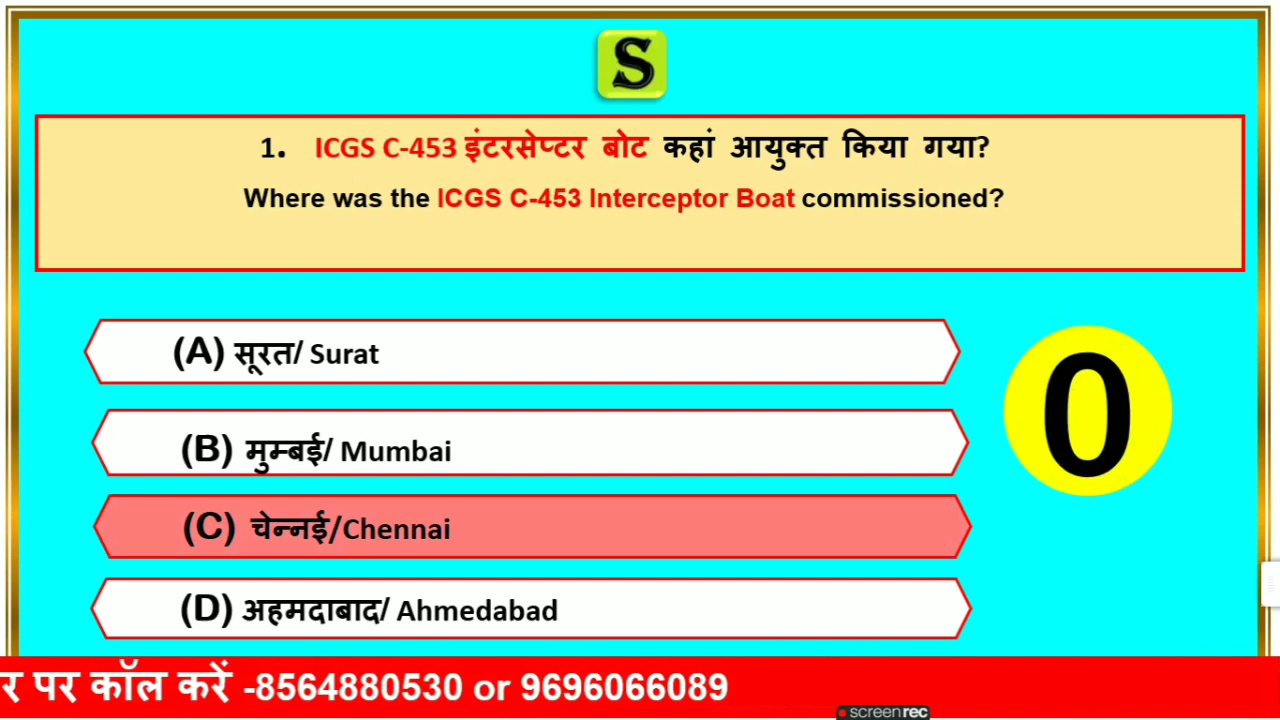 S
1. ICGS C-453 इंटरसेप्टर बोट कहां आयुक्त किया गया?
Where was the ICGS C-453 Interceptor Boat commissioned?
(A) सूरत/ Surat
0
(B) मुम्बई/ Mumbai
(C) चेन्नई/Chennai
(D) अहमदाबाद/ Ahmedabad
र पर कॉल करें -8564880530 or 9696066089
screenrec